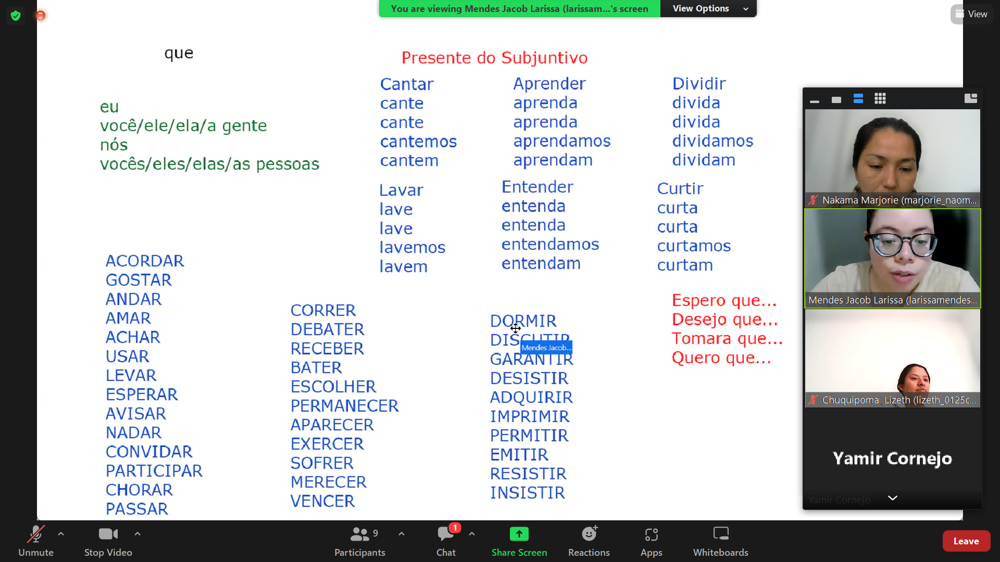 You are viewing Mendes Jacob Larissa (larissam...'s screen
View Options
View
que
Presente do Subjuntivo
eu
você/ele/ela/a gente
nós
vocês/eles/elas/as pessoas
Cantar
cante
cante
cantemos
cantem
Aprender
aprenda
aprenda
aprendamos
aprendam
Dividir
divida
divida
dividamos
dividam
Lavar
lave
lave
lavemos
lavem
Entender
entenda
entenda
entendamos
entendam
Curtir
curta
curta
curtamos
curtam
ACORDAR
GOSTAR
ANDAR
AMAR
ACHAR
USAR
LEVAR
ESPERAR
AVISAR
NADAR
CONVIDAR
PARTICIPAR
CHORAR
PASSAR
CORRER
DEBATER
RECEBER
BATER
ESCOLHER
PERMANECER
APARECER
EXERCER
SOFRER
MERECER
VENCER
DORMIR
DISCUTIR
Mendes Jacob...
GARANTIR
DESISTIR
ADQUIRIR
IMPRIMIR
PERMITIR
EMITIR
RESISTIR
INSISTIR
Espero que...
Desejo que...
Tomara que...
Quero que...
Nakama Marjorie (marjorie_naom...
Mendes Jacob Larissa (larissamendes...
Chuquipoma Lizeth (lizeth_0125c...
Yamir Cornejo
Yamir Cornejo
Unmute
Stop Video
Participants
9
Chat
1
Share Screen
Reactions
Apps
Whiteboards
Leave